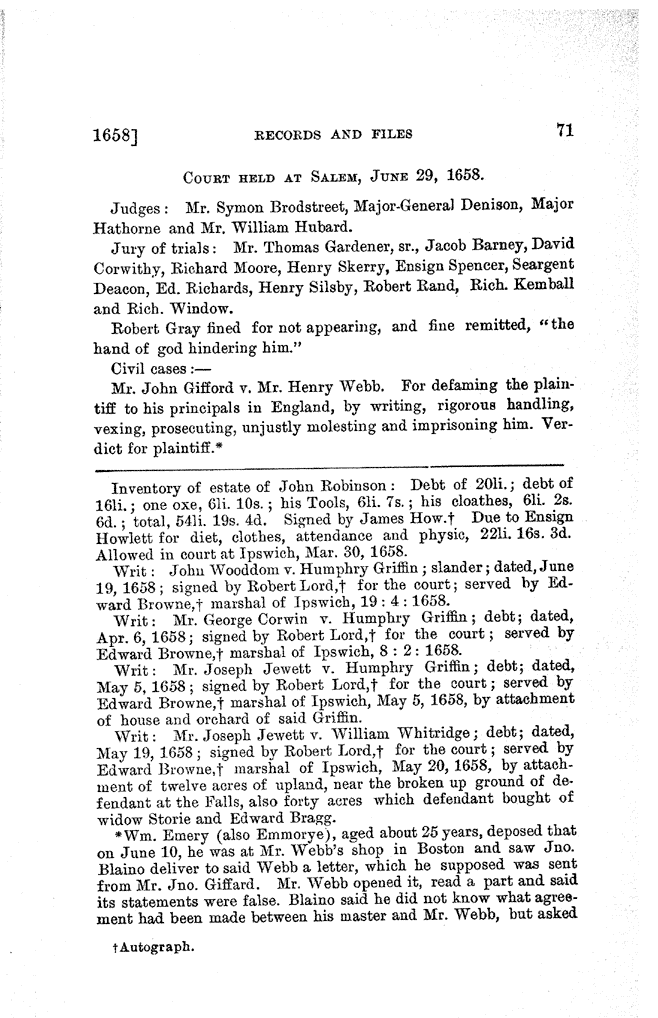 1658] RECORDS AND FILES 71
COURT HELD AT SALEM, JUNE 29, 1658.
Judges: Mr. Symon Brodstreet, Major-General Denison, Major
Hathorne and Mr. William Hubard.
Jury of trials: Mr. Thomas Gardener, sr., Jacob Barney, David
Corwithy, Richard Moore, Henry Skerry, Ensign Spencer, Seargent
Deacon, Ed. Richards, Henry Silsby, Robert Rand, Rich. Kemball
and Rich. Window.
Robert Gray fined for not appearing, and fine remitted, "the
hand of god hindering him."
Civil cases:—
Mr. John Gifford v. Mr. Henry Webb. For defaming the plain-
tiff to his principals in England, by writing, rigorous handling,
vexing, prosecuting, unjustly molesting and imprisoning him. Ver-
dict for plaintiff.*
Inventory of estate of John Robinson: Debt of 20li.; debt of
16li.; one oxe, 6li. 10s.; his Tools, 6li. 7s.; his cloathes, 6li. 2s.
6d.; total, 54li. 19s. 4d. Signed by James How.† Due to Ensign
Howlett for diet, clothes, attendance and physic, 22li. 16s. 3d.
Allowed in court at Ipswich, Mar. 30, 1658.
Writ: John Wooddom v. Humphry Griffin; slander; dated, June
19, 1658; signed by Robert Lord,† for the court; served by Ed-
ward Browne,† marshal of Ipswich, 19:4:1658.
Writ: Mr. George Corwin v. Humphry Griffin; debt; dated,
Apr. 6, 1658; signed by Robert Lord,† for the court; served by
Edward Browne,† marshal of Ipswich, 8:2:1658.
Writ: Mr. Joseph Jewett v. Humphry Griffin; debt; dated,
May 5, 1658; signed by Robert Lord,† for the court; served by
Edward Browne,† marshal of Ipswich, May 5, 1658, by attachment
of house and orchard of said Griffin.
Writ: Mr. Joseph Jewett v. William Whitridge; debt; dated,
May 19, 1658; signed by Robert Lord,† for the court; served by
Edward Browne,† marshal of Ipswich, May 20, 1658, by attach-
ment of twelve acres of upland, near the broken up ground of de-
fendant at the Falls, also forty acres which defendant bought of
widow Storie and Edward Bragg.
*Wm. Emery (also Emmorye), aged about 25 years, deposed that
on June 10, he was at Mr. Webb's shop in Boston and saw Jno.
Blaino deliver to said Webb a letter, which he supposed was sent
from Mr. Jno. Giffard. Mr. Webb opened it, read a part and said
its statements were false. Blaino said he did not know what agree-
ment had been made between his master and Mr. Webb, but asked
†Autograph.